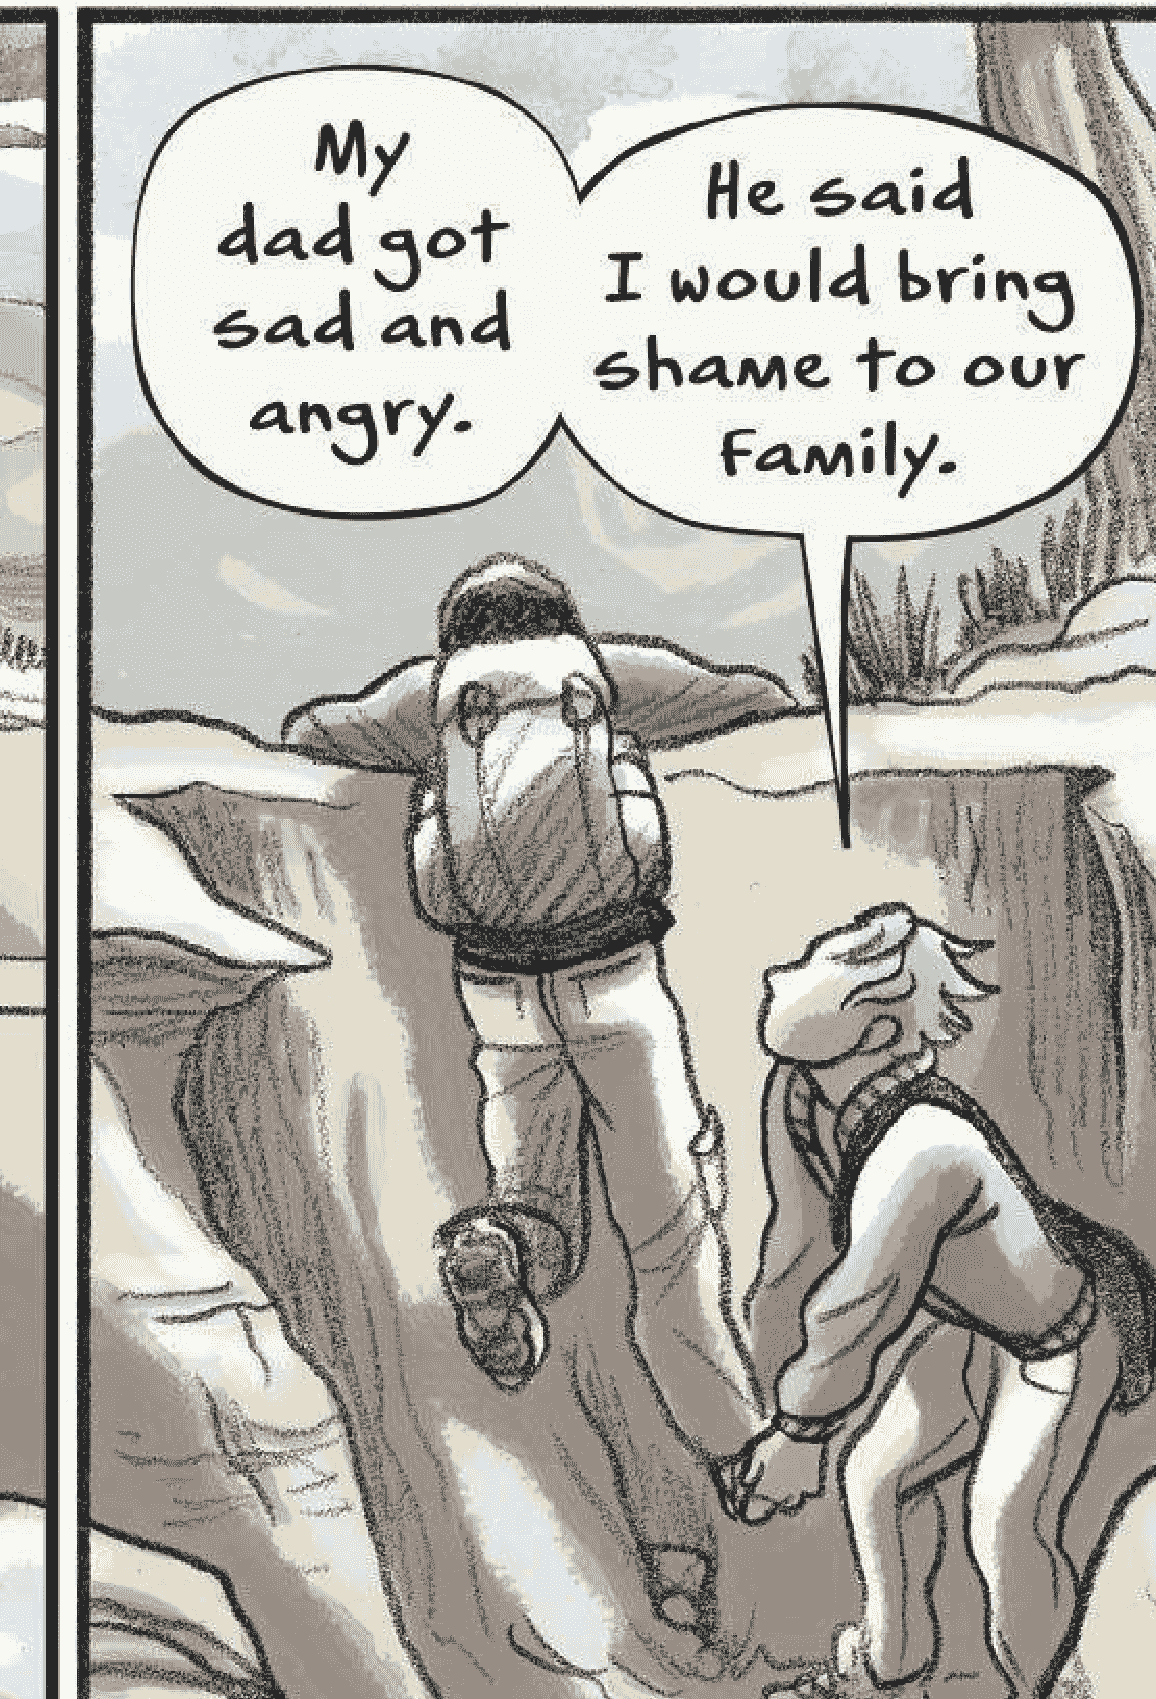 My
dad got
sad and
angry.
He said
I would bring
shame to our
family.